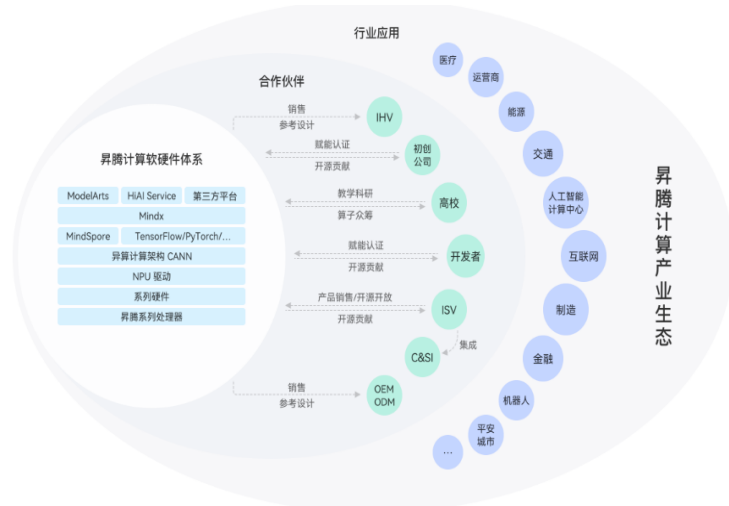 行业应用
合作伙伴
昇腾计算软硬件体系
ModelArts
HiAI Service
第三方平台
Mindx
MindSpore
TensorFlow/PyTorch/...
异算计算架构 CANN
NPU 驱动
系列硬件
昇腾系列处理器
销售
参考设计
IHV
赋能认证
开源贡献
初创
公司
教学科研
算子众筹
高校
赋能认证
开源贡献
开发者
产品销售/开源开放
开源贡献
ISV
集成
C&SI
销售
参考设计
OEM
ODM
医疗
运营商
能源
交通
人工智能
计算中心
互联网
制造
金融
机器人
平安
城市
...
昇腾计算产业生态